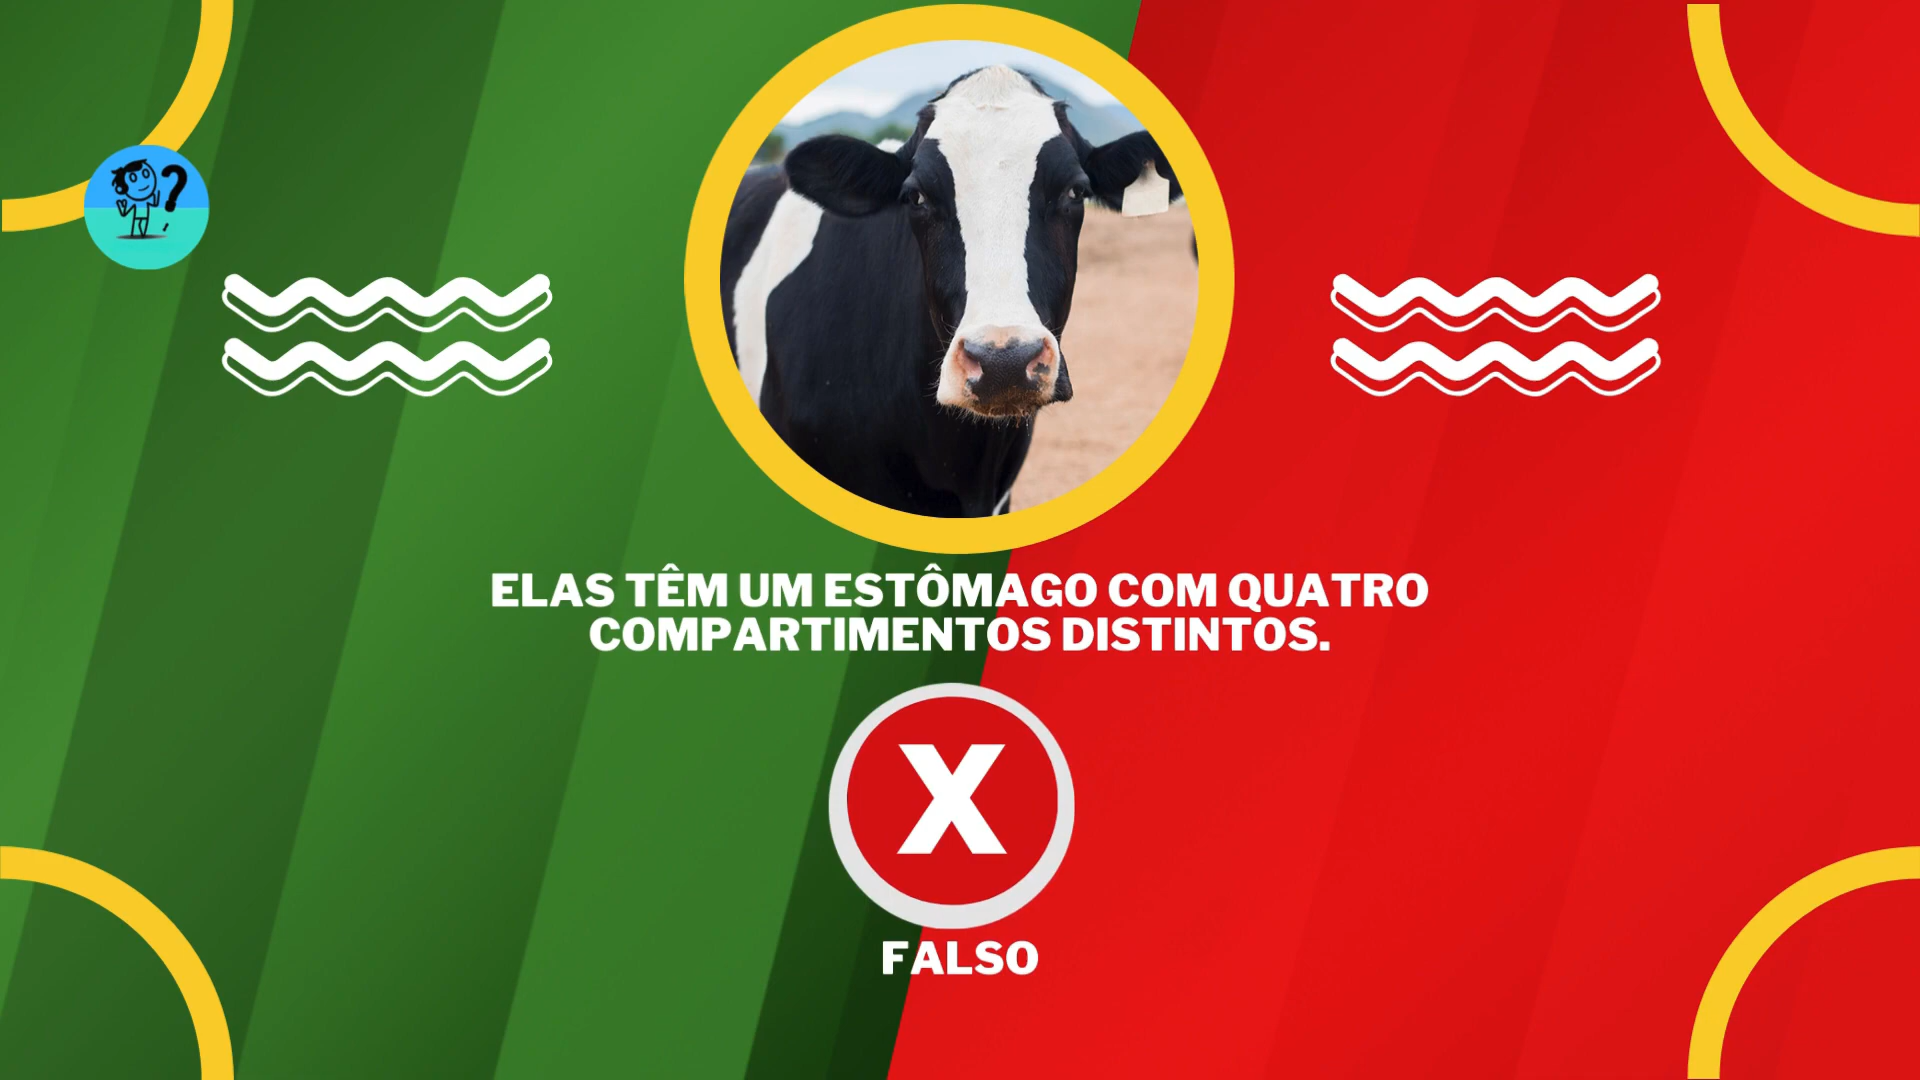 ELAS TÊM UM ESTÔMAGO COM QUATRO
COMPARTIMENTOS DISTINTOS.
X
FALSO